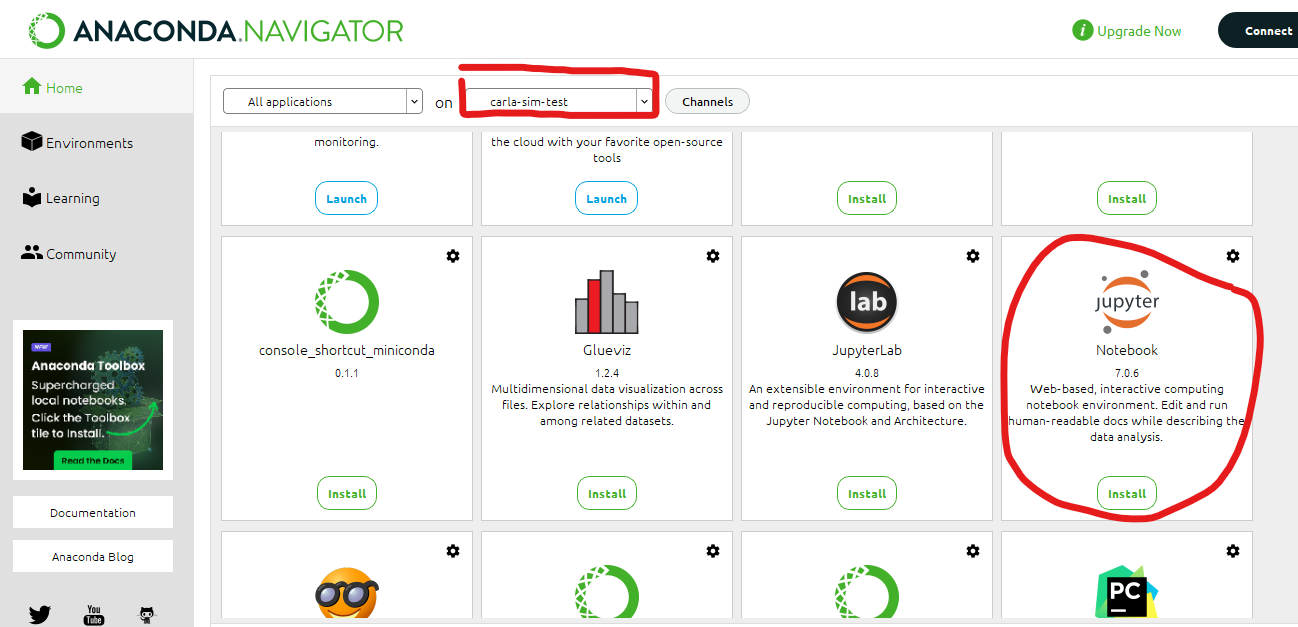 ANACONDA.NAVIGATOR
i Upgrade Now
Connect
Home
Environments
Learning
Community
All applications
on
carla-sim-test
Channels
monitoring.
Launch
the cloud with your favorite open-source
tools
Launch
Install
Install
console_shortcut_miniconda
0.1.1
Install
Glueviz
1.2.4
Multidimensional data visualization across
files. Explore relationships within and
among related datasets.
Install
lab
JupyterLab
4.0.8
An extensible environment for interactive
and reproducible computing, based on the
Jupyter Notebook and Architecture.
Install
jupyter
Notebook
7.0.6
Web-based, interactive computing
notebook environment. Edit and run
human-readable docs while describing the
data analysis.
Install
NEW
Anaconda Toolbox
Supercharged
local notebooks.
Click the Toolbox
tile to Install.
Read the Docs
Documentation
Anaconda Blog
You
Tube
PC